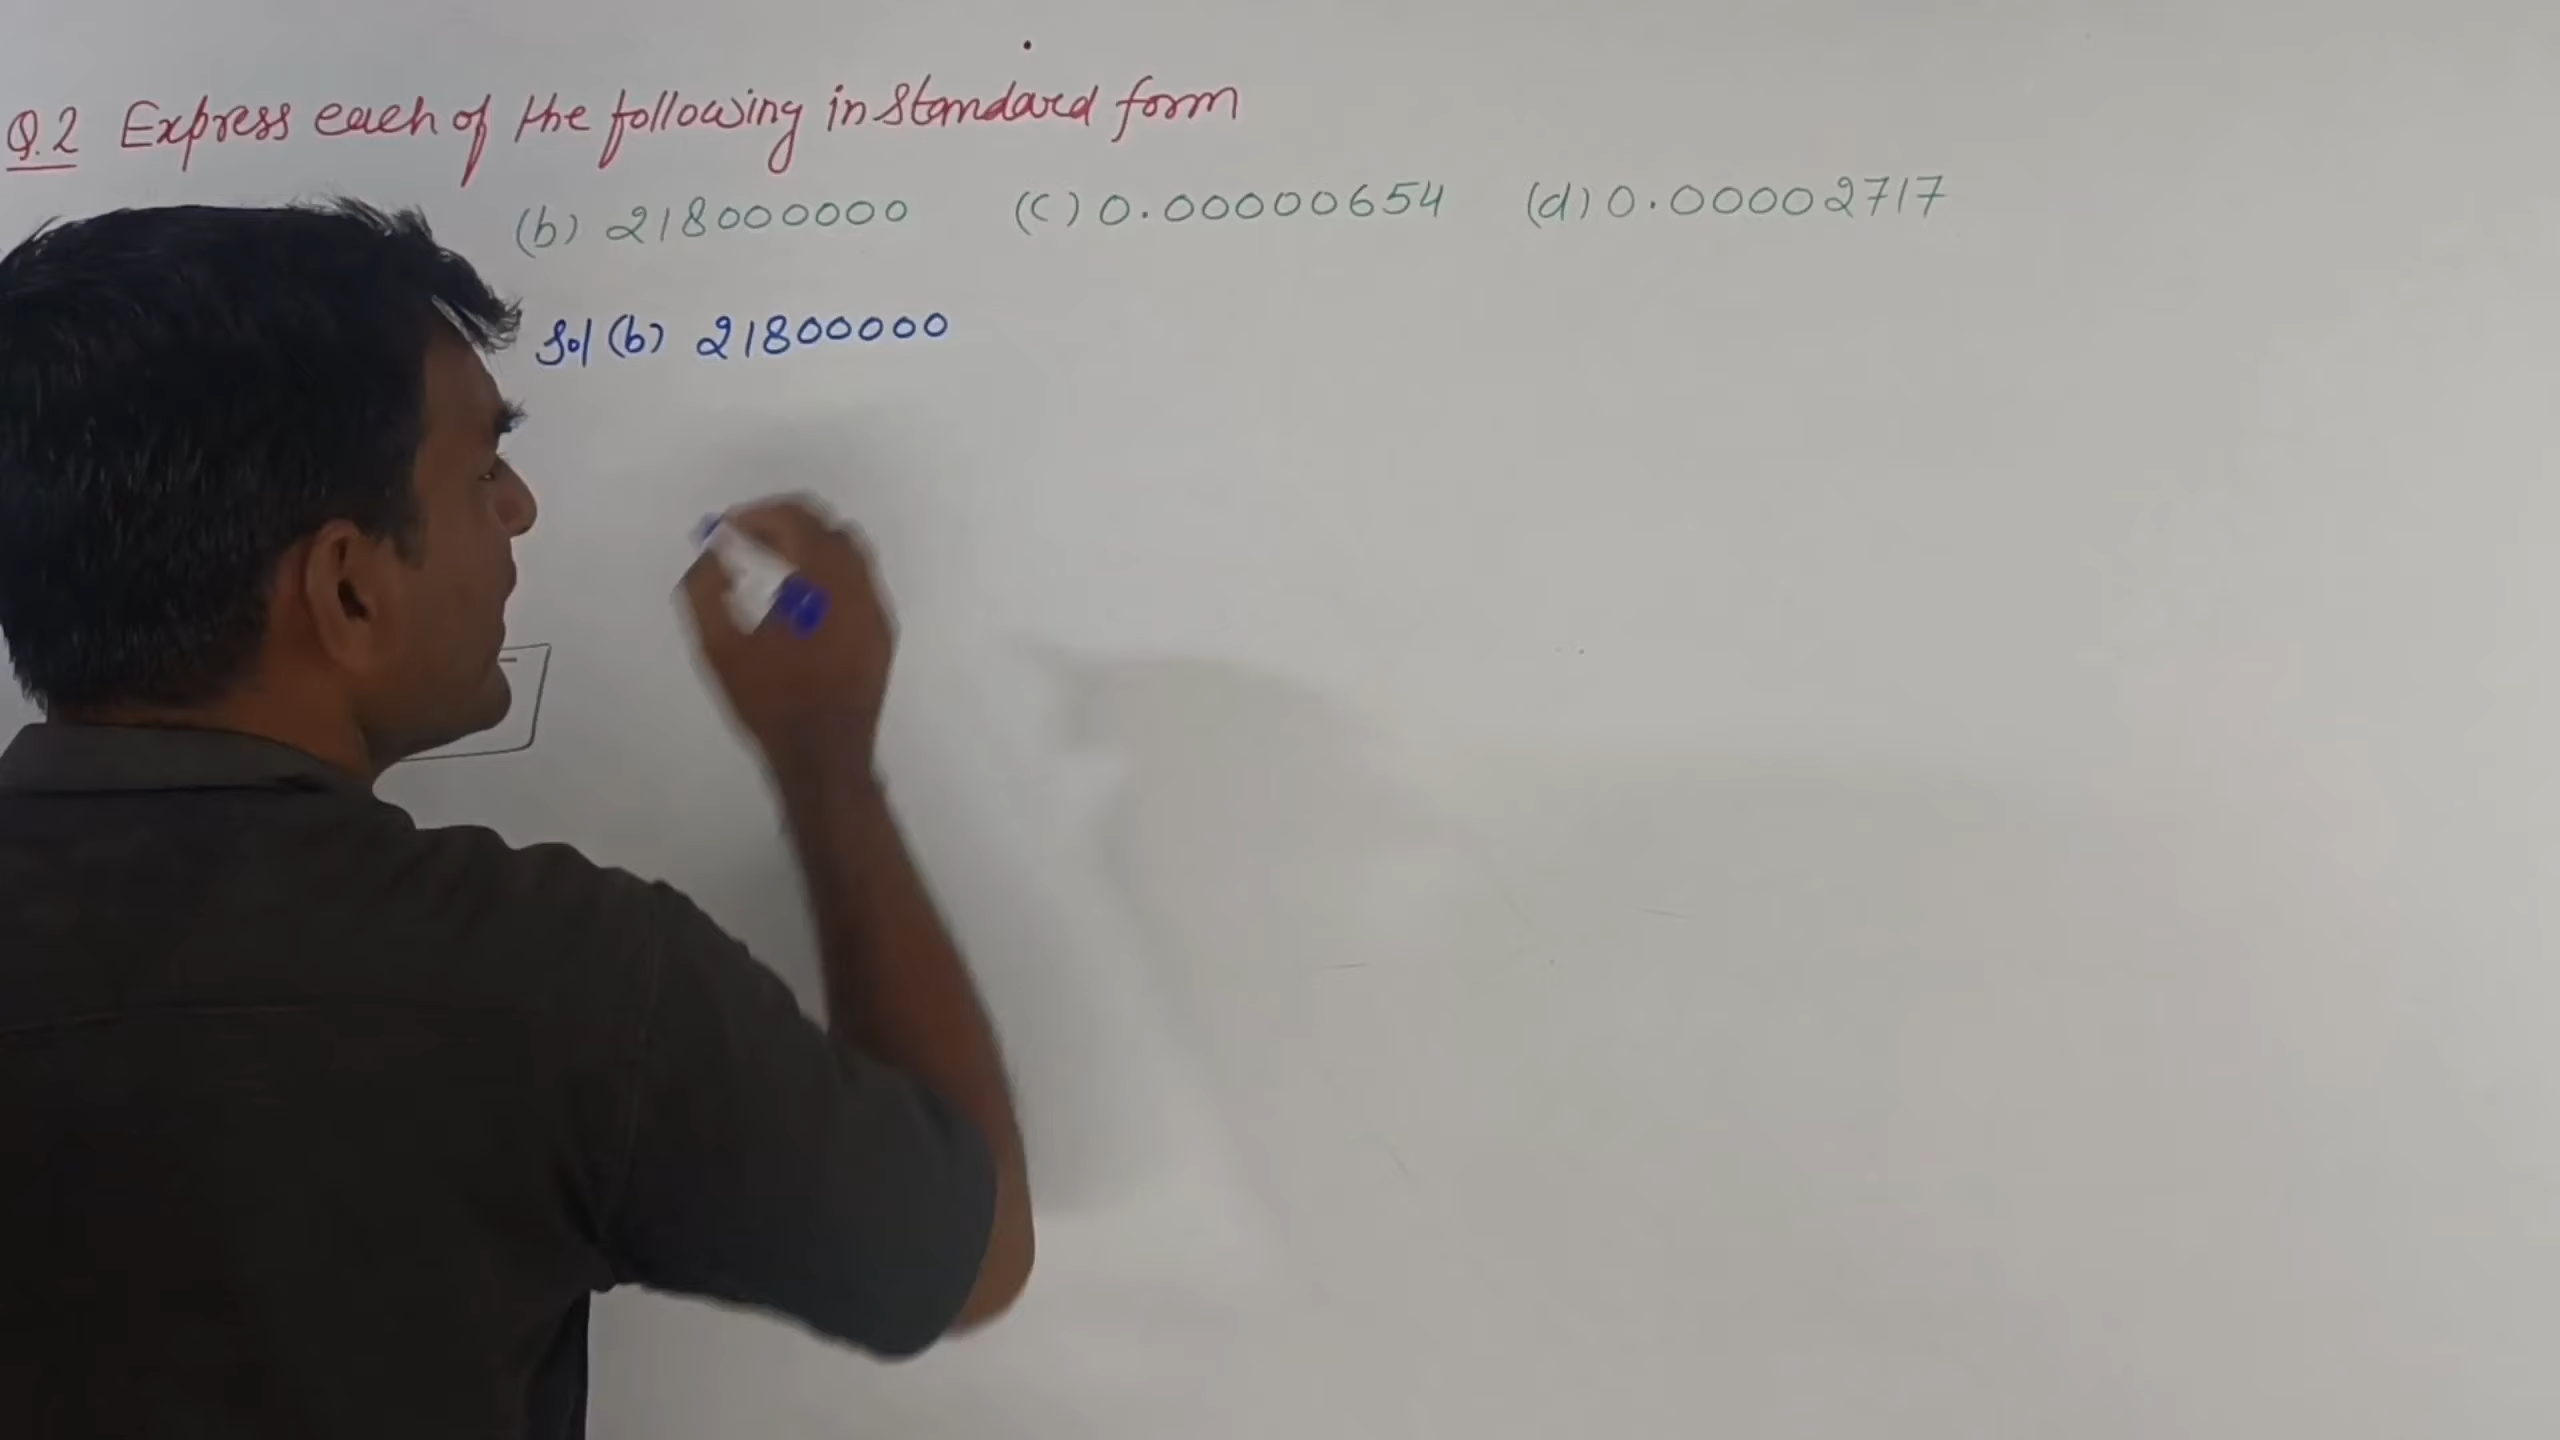 Q.2 Express each of the following in Standard form
(b) 218000000 (c) 0.00000654 (d) 0.00002717
Sol (b) 21800000